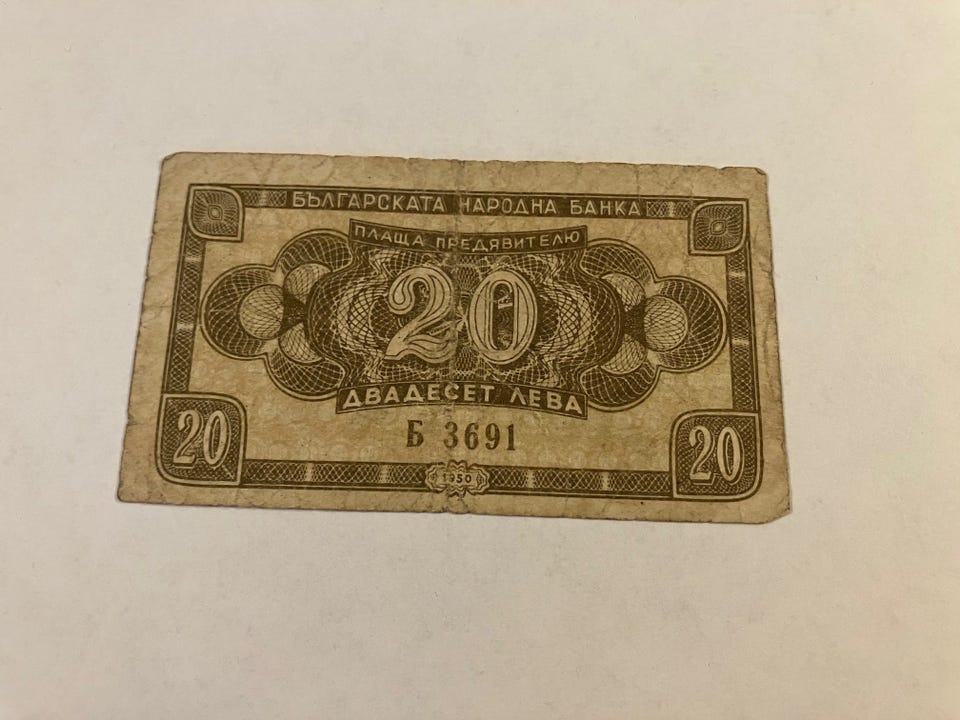 БЪЛГАРСКАТА НАРОДНА БАНКА
ПЛАЩА ПРЕДЯВИТЕЛЮ
20
ДВАДЕСЕТ ЛЕВА
Б 3691
20 20
1950